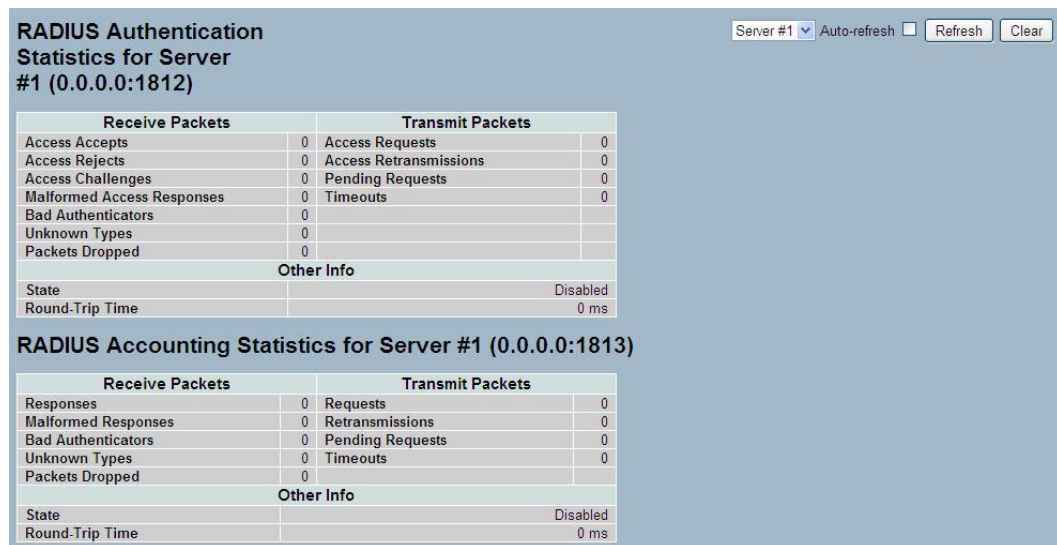 RADIUS Authentication
Statistics for Server
#1 (0.0.0.0:1812)
Server #1 Auto-refresh Refresh Clear
Receive Packets Transmit Packets
Access Accepts 0 Access Requests 0
Access Rejects 0 Access Retransmissions 0
Access Challenges 0 Pending Requests 0
Malformed Access Responses 0 Timeouts 0
Bad Authenticators 0
Unknown Types 0
Packets Dropped 0
Other Info
State Disabled
Round-Trip Time 0 ms
RADIUS Accounting Statistics for Server #1 (0.0.0.0:1813)
Receive Packets Transmit Packets
Responses 0 Requests 0
Malformed Responses 0 Retransmissions 0
Bad Authenticators 0 Pending Requests 0
Unknown Types 0 Timeouts 0
Packets Dropped 0
Other Info
State Disabled
Round-Trip Time 0 ms